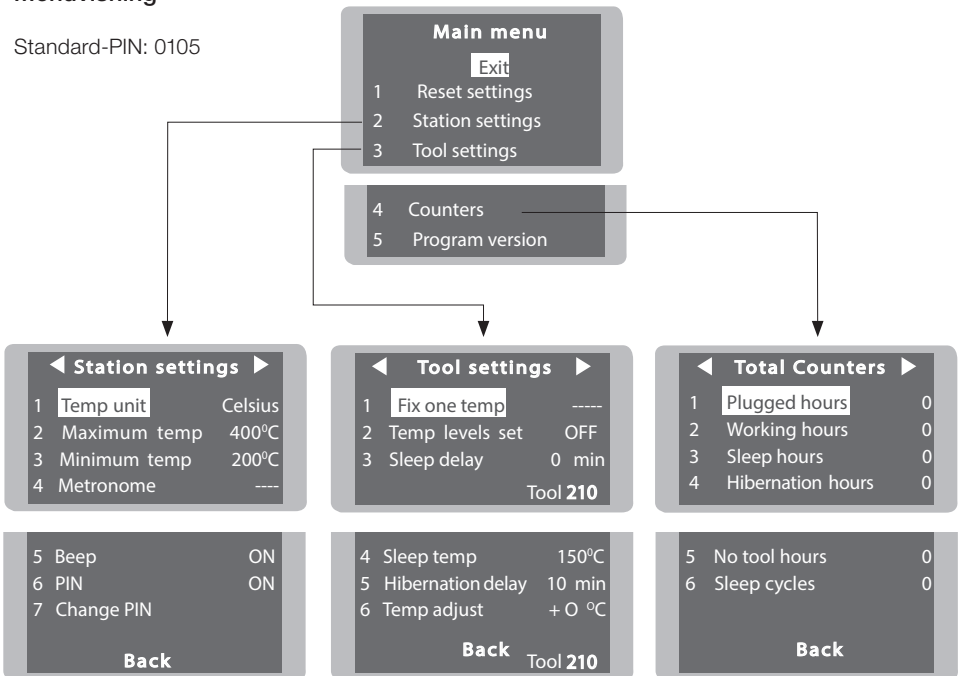 Standard-PIN: 0105
Main menu
Exit
1 Reset settings
2 Station settings
3 Tool settings
4 Counters
5 Program version
◀ Station settings ▶
1 Temp unit Celsius
2 Maximum temp 400⁰C
3 Minimum temp 200⁰C
4 Metronome ----
5 Beep ON
6 PIN ON
7 Change PIN
Back
◀ Tool settings ▶
1 Fix one temp -----
2 Temp levels set OFF
3 Sleep delay 0 min
Tool 210
4 Sleep temp 150⁰C
5 Hibernation delay 10 min
6 Temp adjust + O ⁰C
Back
Tool 210
◀ Total Counters ▶
1 Plugged hours 0
2 Working hours 0
3 Sleep hours 0
4 Hibernation hours 0
5 No tool hours 0
6 Sleep cycles 0
Back